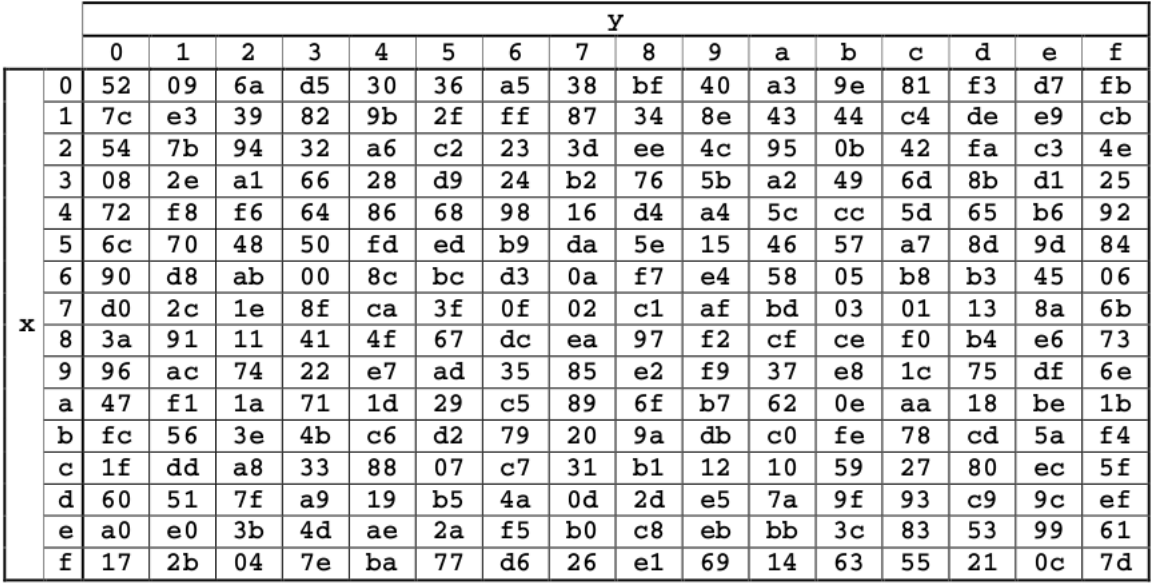 y
0 1 2 3 4 5 6 7 8 9 a b c d e f
0 52 09 6a d5 30 36 a5 38 bf 40 a3 9e 81 f3 d7 fb
1 7c e3 39 82 9b 2f ff 87 34 8e 43 44 c4 de e9 cb
2 54 7b 94 32 a6 c2 23 3d ee 4c 95 0b 42 fa c3 4e
3 08 2e a1 66 28 d9 24 b2 76 5b a2 49 6d 8b d1 25
4 72 f8 f6 64 86 68 98 16 d4 a4 5c cc 5d 65 b6 92
5 6c 70 48 50 fd ed b9 da 5e 15 46 57 a7 8d 9d 84
6 90 d8 ab 00 8c bc d3 0a f7 e4 58 05 b8 b3 45 06
7 d0 2c 1e 8f ca 3f 0f 02 c1 af bd 03 01 13 8a 6b
x
8 3a 91 11 41 4f 67 dc ea 97 f2 cf ce f0 b4 e6 73
9 96 ac 74 22 e7 ad 35 85 e2 f9 37 e8 1c 75 df 6e
a 47 f1 1a 71 1d 29 c5 89 6f b7 62 0e aa 18 be 1b
b fc 56 3e 4b c6 d2 79 20 9a db c0 fe 78 cd 5a f4
c 1f dd a8 33 88 07 c7 31 b1 12 10 59 27 80 ec 5f
d 60 51 7f a9 19 b5 4a 0d 2d e5 7a 9f 93 c9 9c ef
e a0 e0 3b 4d ae 2a f5 b0 c8 eb bb 3c 83 53 99 61
f 17 2b 04 7e ba 77 d6 26 e1 69 14 63 55 21 0c 7d